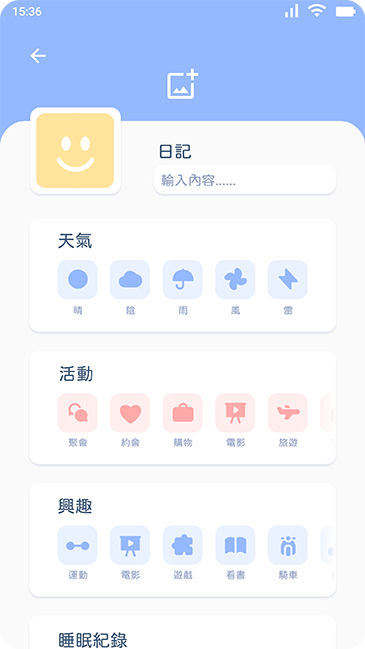 15:36
日記
輸入內容......
天氣
晴 陰 雨 風 雷
活動
聚會 約會 購物 電影 旅遊
興趣
運動 電影 遊戲 看書 騎車
睡眠紀錄